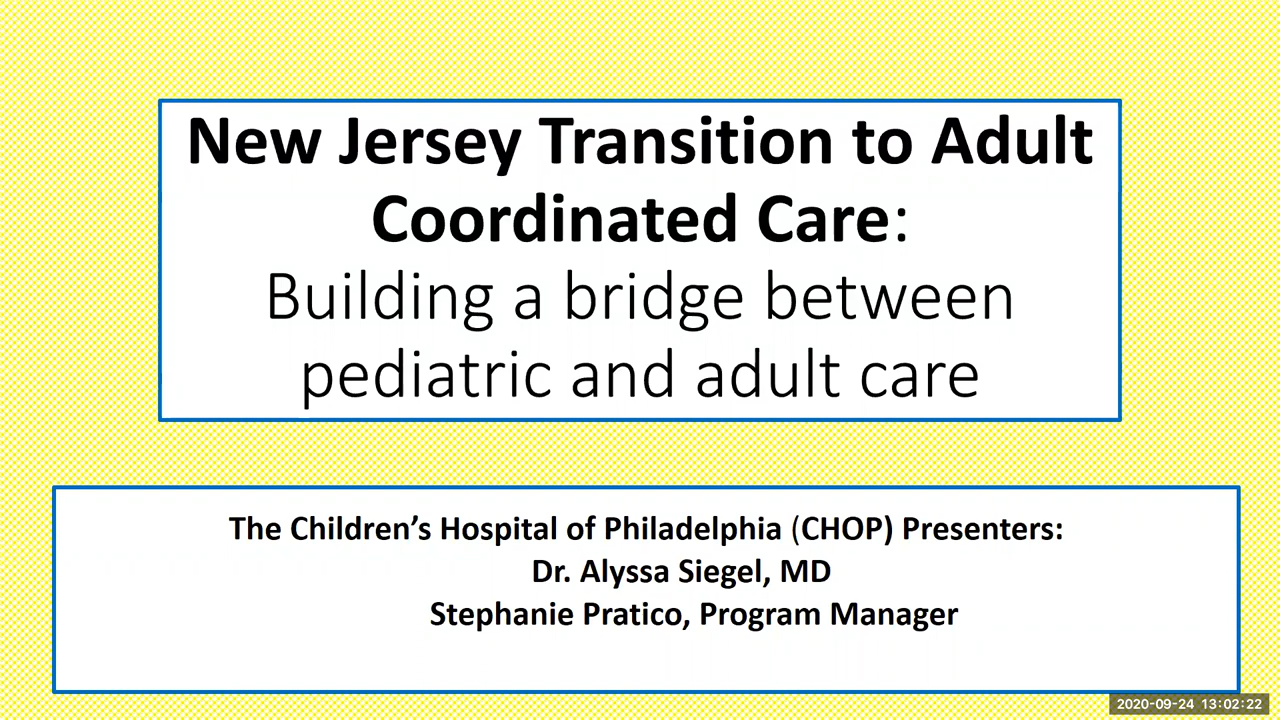 New Jersey Transition to Adult
Coordinated Care:
Building a bridge between
pediatric and adult care
The Children’s Hospital of Philadelphia (CHOP) Presenters:
Dr. Alyssa Siegel, MD
Stephanie Pratico, Program Manager
2020-09-24 13:02:22